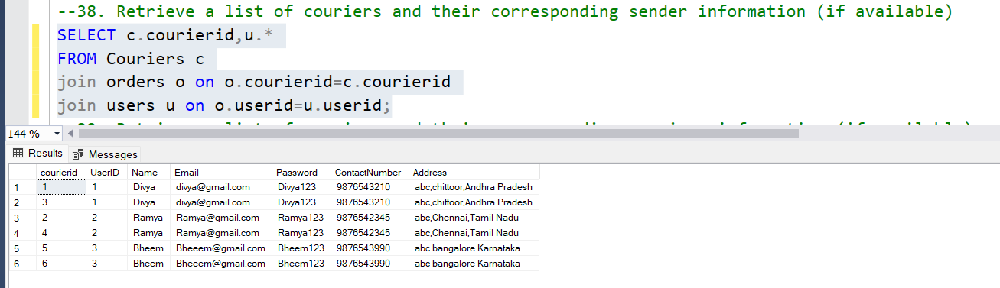 --38. Retrieve a list of couriers and their corresponding sender information (if available)
SELECT c.courierid,u.*
FROM Couriers c
join orders o on o.courierid=c.courierid
join users u on o.userid=u.userid;
144 %
Results Messages
courierid UserID Name Email Password ContactNumber Address
1 1 1 Divya divya@gmail.com Divya123 9876543210 abc,chittoor,Andhra Pradesh
2 3 1 Divya divya@gmail.com Divya123 9876543210 abc,chittoor,Andhra Pradesh
3 2 2 Ramya Ramya@gmail.com Ramya123 9876542345 abc,Chennai,Tamil Nadu
4 4 2 Ramya Ramya@gmail.com Ramya123 9876542345 abc,Chennai,Tamil Nadu
5 5 3 Bheem Bheeem@gmail.com Bheem123 9876543990 abc bangalore Karnataka
6 6 3 Bheem Bheeem@gmail.com Bheem123 9876543990 abc bangalore Karnataka